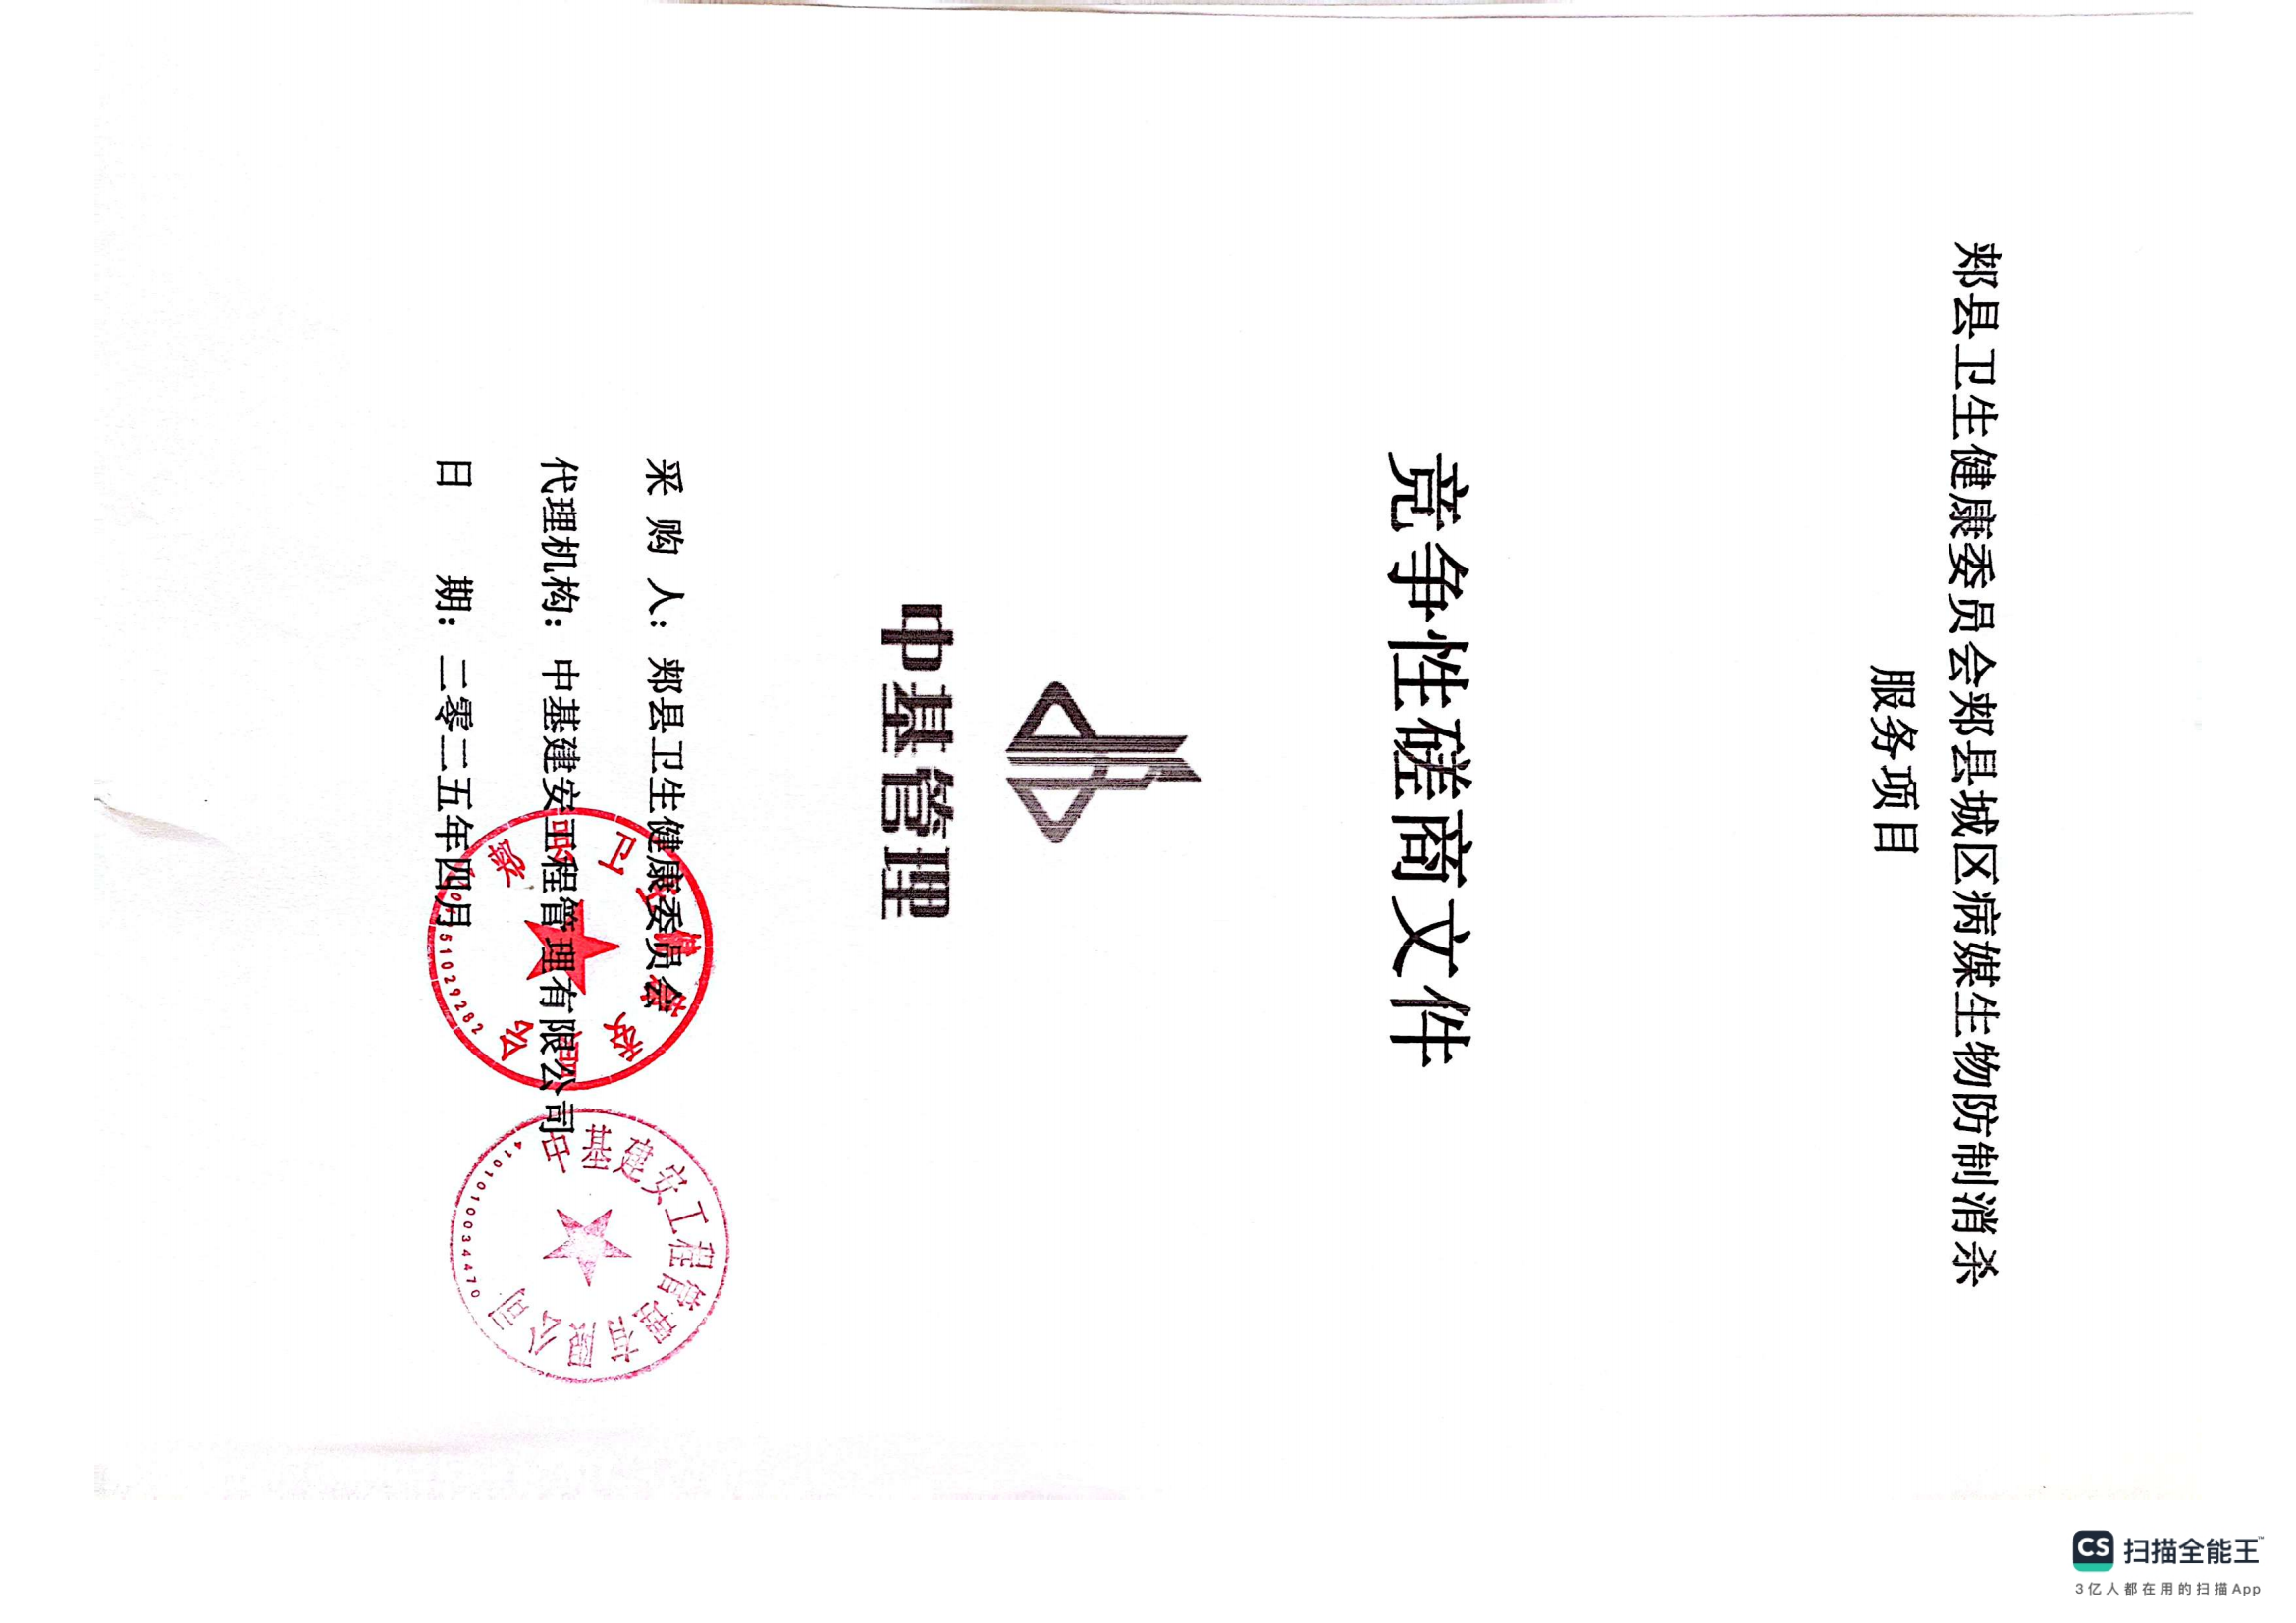 郏县卫生健康委员会郏县城区病媒生物防制消杀
服务项目
竞争性磋商文件
中基管理
采 购 人：郏县卫生健康委员会
代理机构：中基建安工程管理有限公司
日 期：二零二五年四月
中基建安工程管理有限公司
4101010034470
CS 扫描全能王™
3亿人都在用的扫描App